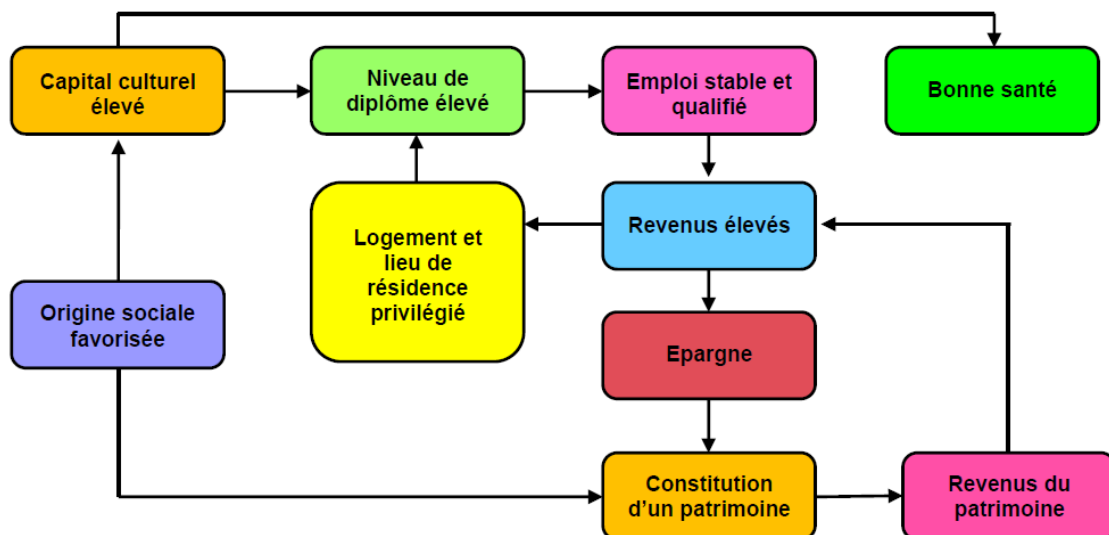 Capital culturel
élevé
Niveau de
diplôme élevé
Emploi stable et
qualifié
Bonne santé
Logement et
lieu de
résidence
privilégié
Revenus élevés
Origine sociale
favorisée
Epargne
Constitution
d'un patrimoine
Revenus du
patrimoine